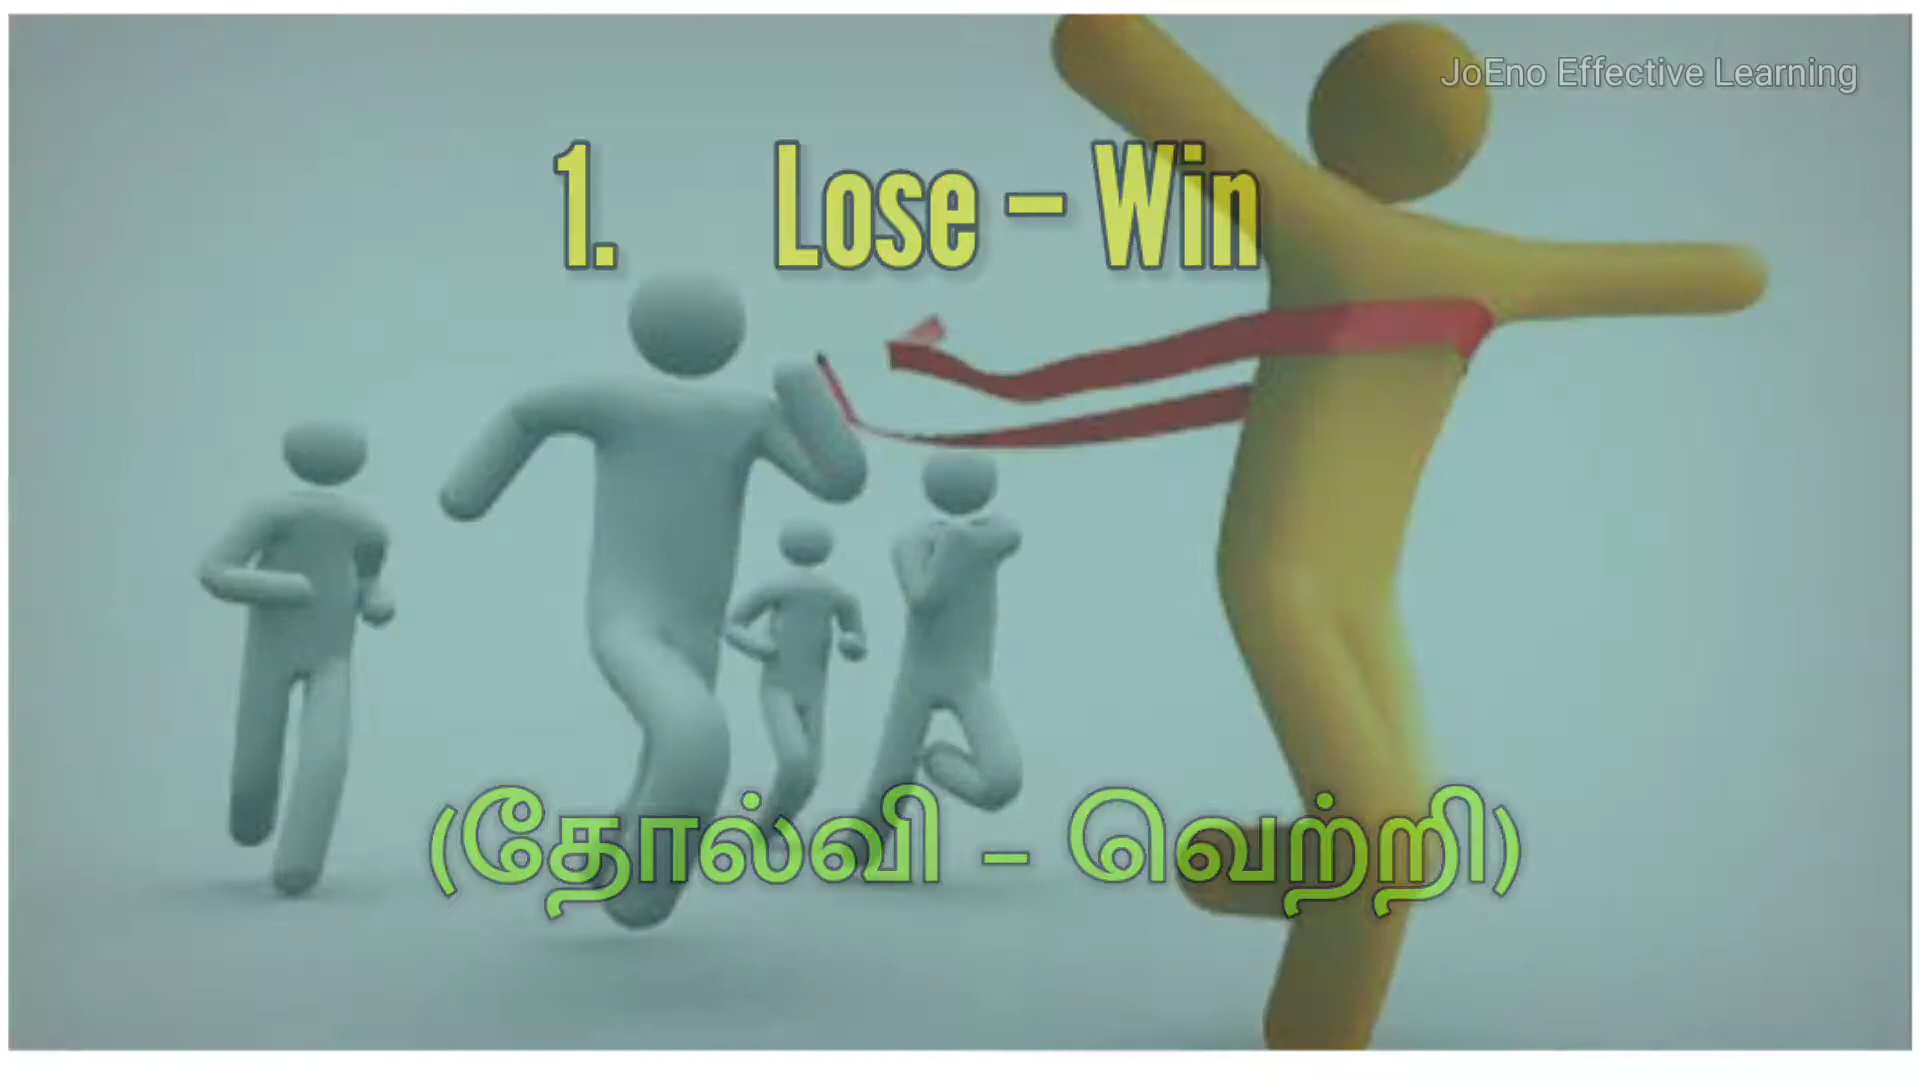 JoEno Effective Learning
1. Lose – Win
(தோல்வி – வெற்றி)